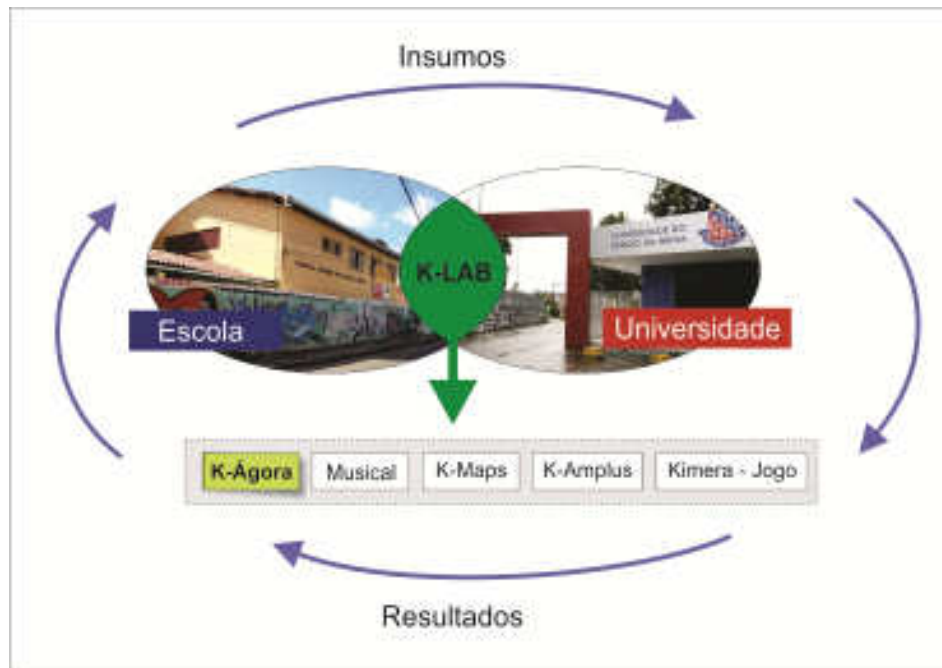 Insumos
K-LAB
Escola
Universidade
K-Ágora
Musical
K-Maps
K-Amplus
Kimera - Jogo
Resultados